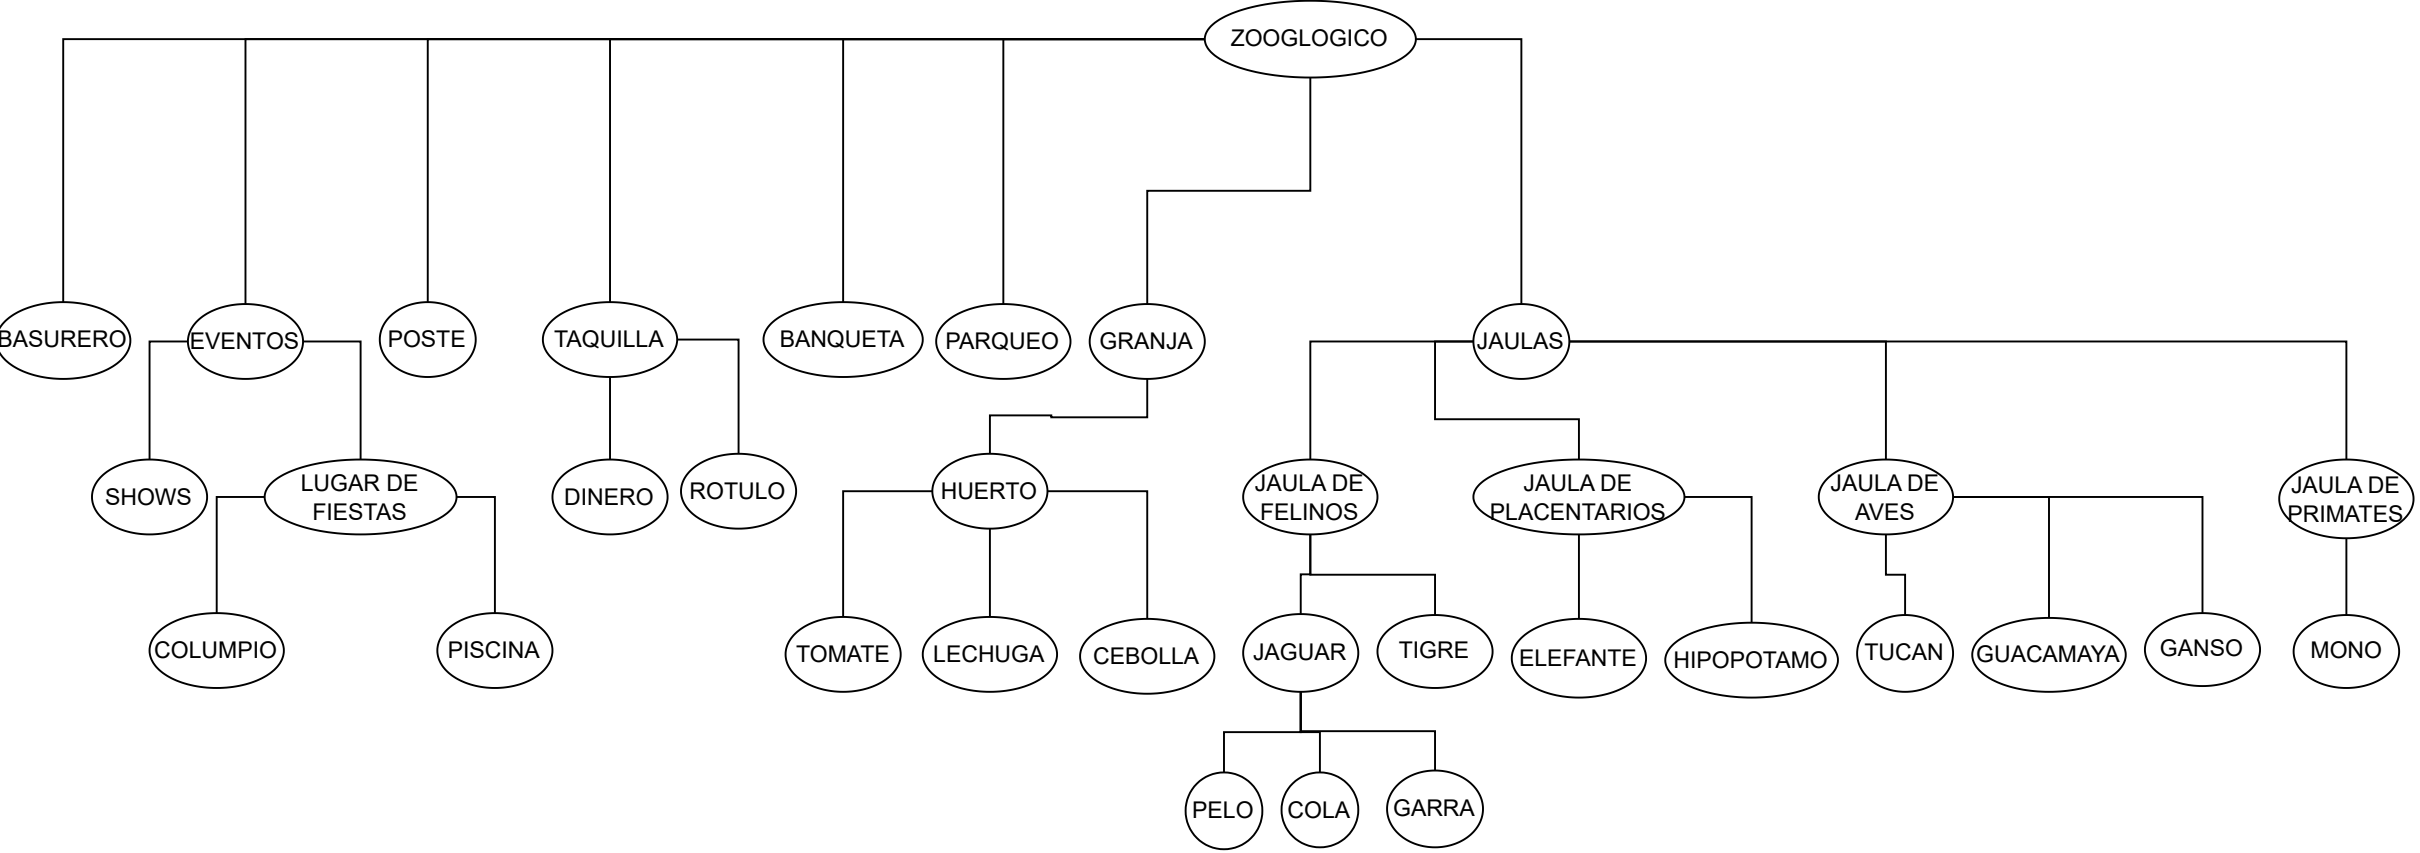 ZOOGLOGICO
BASURERO
EVENTOS
POSTE
TAQUILLA
BANQUETA
PARQUEO
GRANJA
JAULAS
SHOWS
LUGAR DE
FIESTAS
DINERO
ROTULO
HUERTO
JAULA DE
FELINOS
JAULA DE
PLACENTARIOS
JAULA DE
AVES
JAULA DE
PRIMATES
COLUMPIO
PISCINA
TOMATE
LECHUGA
CEBOLLA
JAGUAR
TIGRE
ELEFANTE
HIPOPOTAMO
TUCAN
GUACAMAYA
GANSO
MONO
PELO
COLA
GARRA